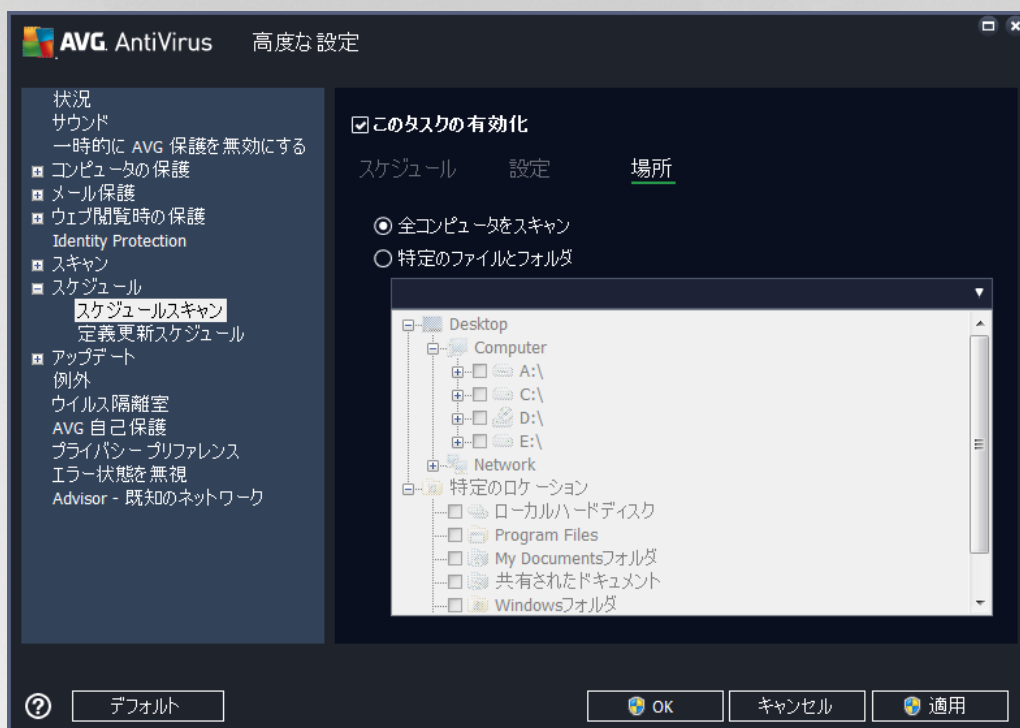 AVG. AntiVirus 高度な設定
状況
サウンド
一時的に AVG 保護を無効にする
コンピュータの保護
メール保護
ウェブ閲覧時の保護
Identity Protection
スキャン
スケジュール
スケジュールスキャン
定義更新スケジュール
アップデート
例外
ウイルス隔離室
AVG 自己保護
プライバシー プリファレンス
エラー状態を無視
Advisor - 既知のネットワーク
このタスクの有効化
スケジュール 設定 場所
全コンピュータをスキャン
特定のファイルとフォルダ
Desktop
Computer
A:\
C:\
D:\
E:\
Network
特定のロケーション
ローカルハードディスク
Program Files
My Documentsフォルダ
共有されたドキュメント
Windowsフォルダ
デフォルト OK キャンセル 適用